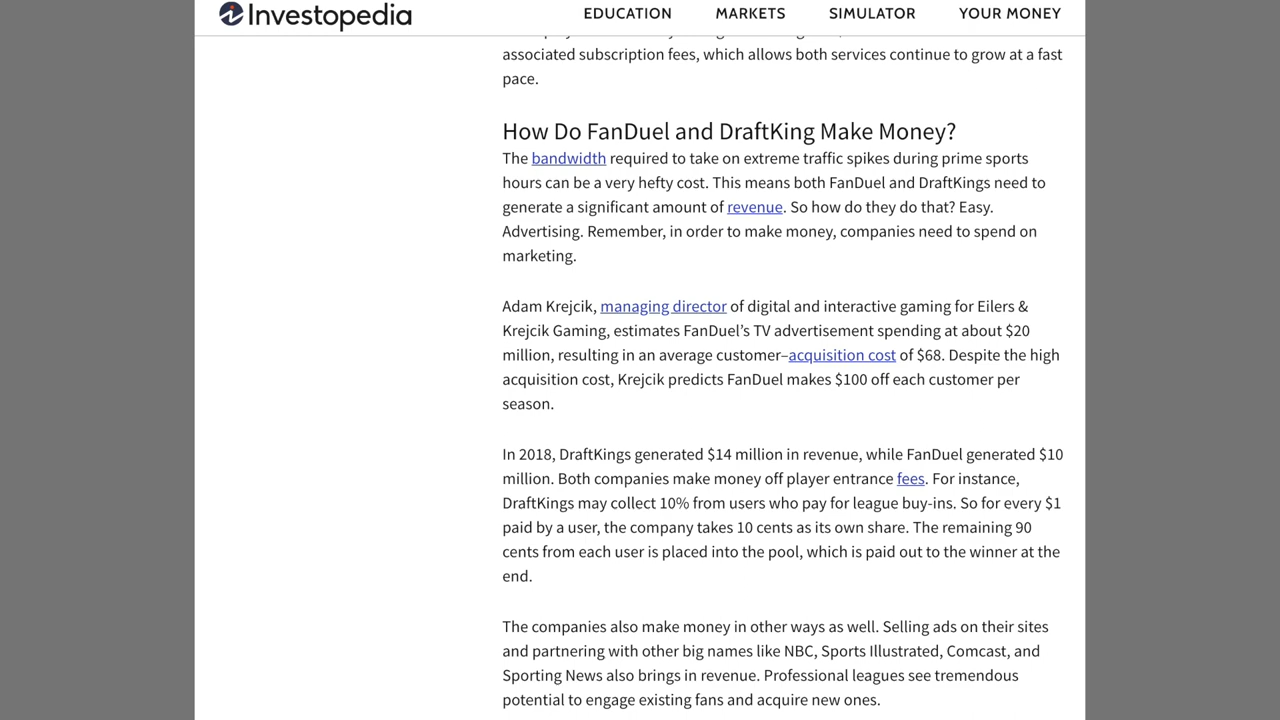 Investopedia
EDUCATION MARKETS SIMULATOR YOUR MONEY
associated subscription fees, which allows both services continue to grow at a fast
pace.
How Do FanDuel and DraftKing Make Money?
The bandwidth required to take on extreme traffic spikes during prime sports
hours can be a very hefty cost. This means both FanDuel and DraftKings need to
generate a significant amount of revenue. So how do they do that? Easy.
Advertising. Remember, in order to make money, companies need to spend on
marketing.
Adam Krejcik, managing director of digital and interactive gaming for Eilers &
Krejcik Gaming, estimates FanDuel’s TV advertisement spending at about $20
million, resulting in an average customer–acquisition cost of $68. Despite the high
acquisition cost, Krejcik predicts FanDuel makes $100 off each customer per
season.
In 2018, DraftKings generated $14 million in revenue, while FanDuel generated $10
million. Both companies make money off player entrance fees. For instance,
DraftKings may collect 10% from users who pay for league buy-ins. So for every $1
paid by a user, the company takes 10 cents as its own share. The remaining 90
cents from each user is placed into the pool, which is paid out to the winner at the
end.
The companies also make money in other ways as well. Selling ads on their sites
and partnering with other big names like NBC, Sports Illustrated, Comcast, and
Sporting News also brings in revenue. Professional leagues see tremendous
potential to engage existing fans and acquire new ones.